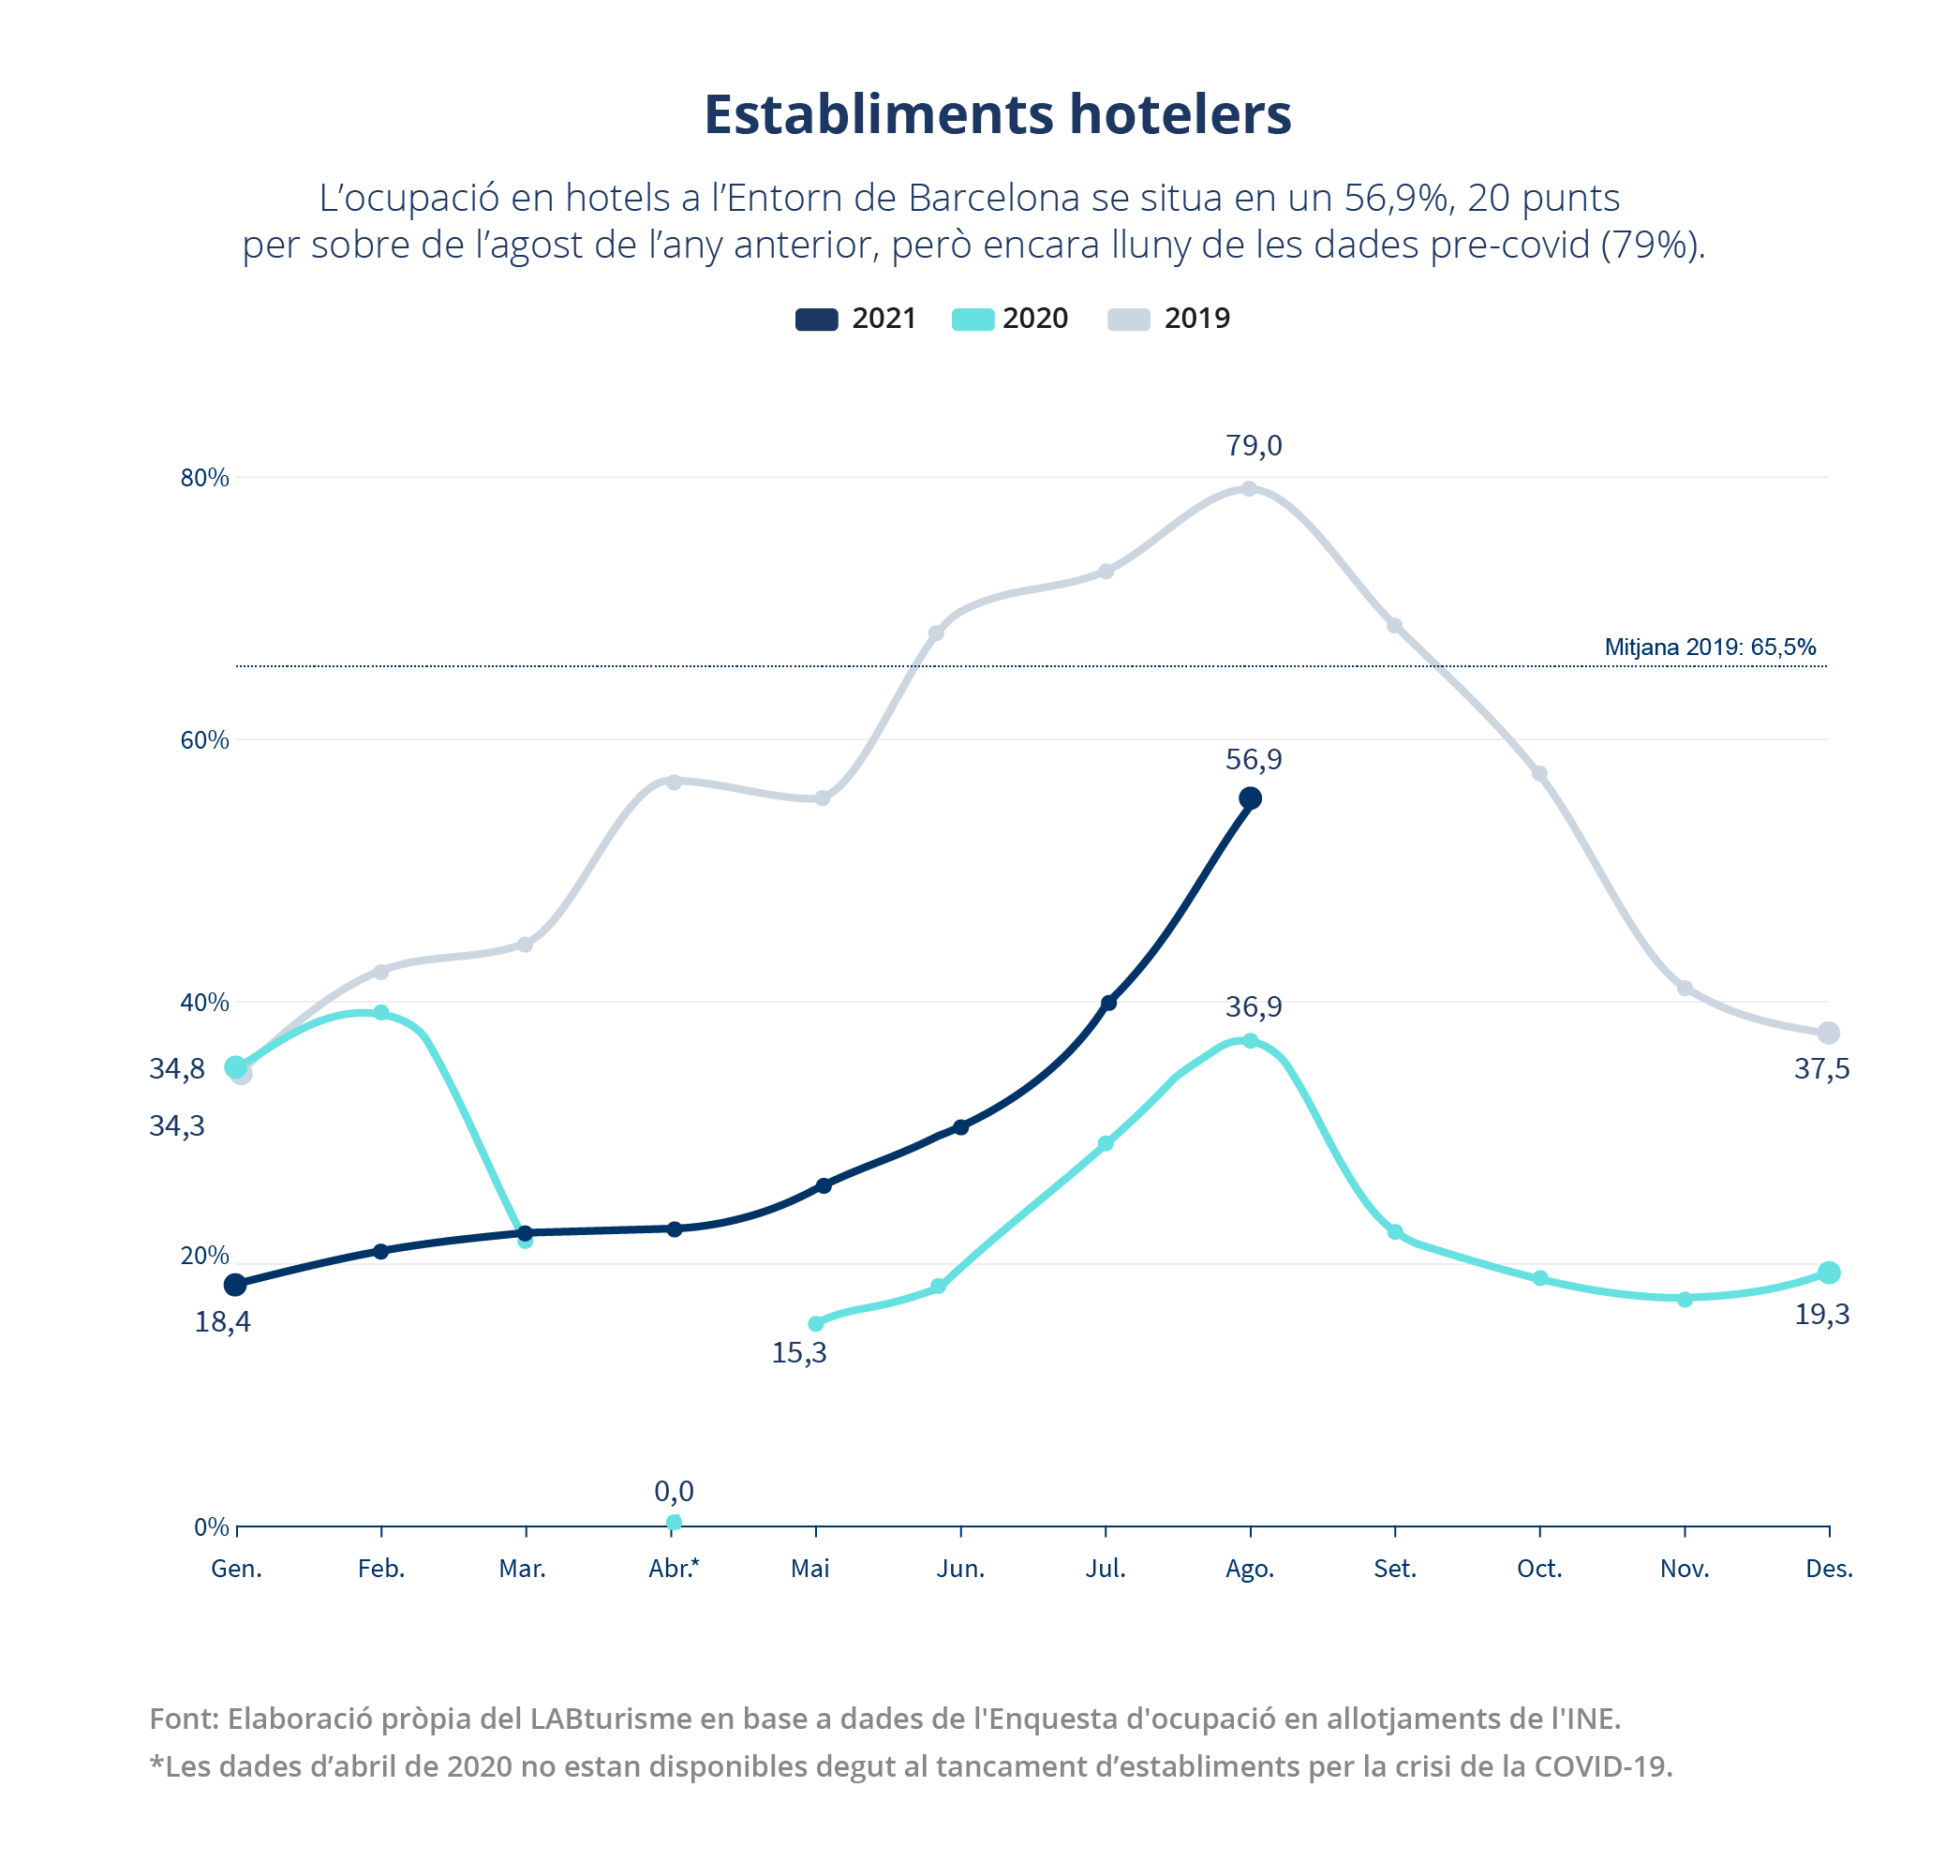 Establiments hotelers
L’ocupació en hotels a l’Entorn de Barcelona se situa en un 56,9%, 20 punts
per sobre de l’agost de l’any anterior, però encara lluny de les dades pre-covid (79%).
2021 2020 2019
79,0
80%
Mitjana 2019: 65,5%
60%
56,9
40%
36,9
34,8
37,5
34,3
20%
18,4
19,3
15,3
0,0
0%
Gen. Feb. Mar. Abr.* Mai Jun. Jul. Ago. Set. Oct. Nov. Des.
Font: Elaboració pròpia del LABturisme en base a dades de l'Enquesta d'ocupació en allotjaments de l'INE.
*Les dades d’abril de 2020 no estan disponibles degut al tancament d’establiments per la crisi de la COVID-19.